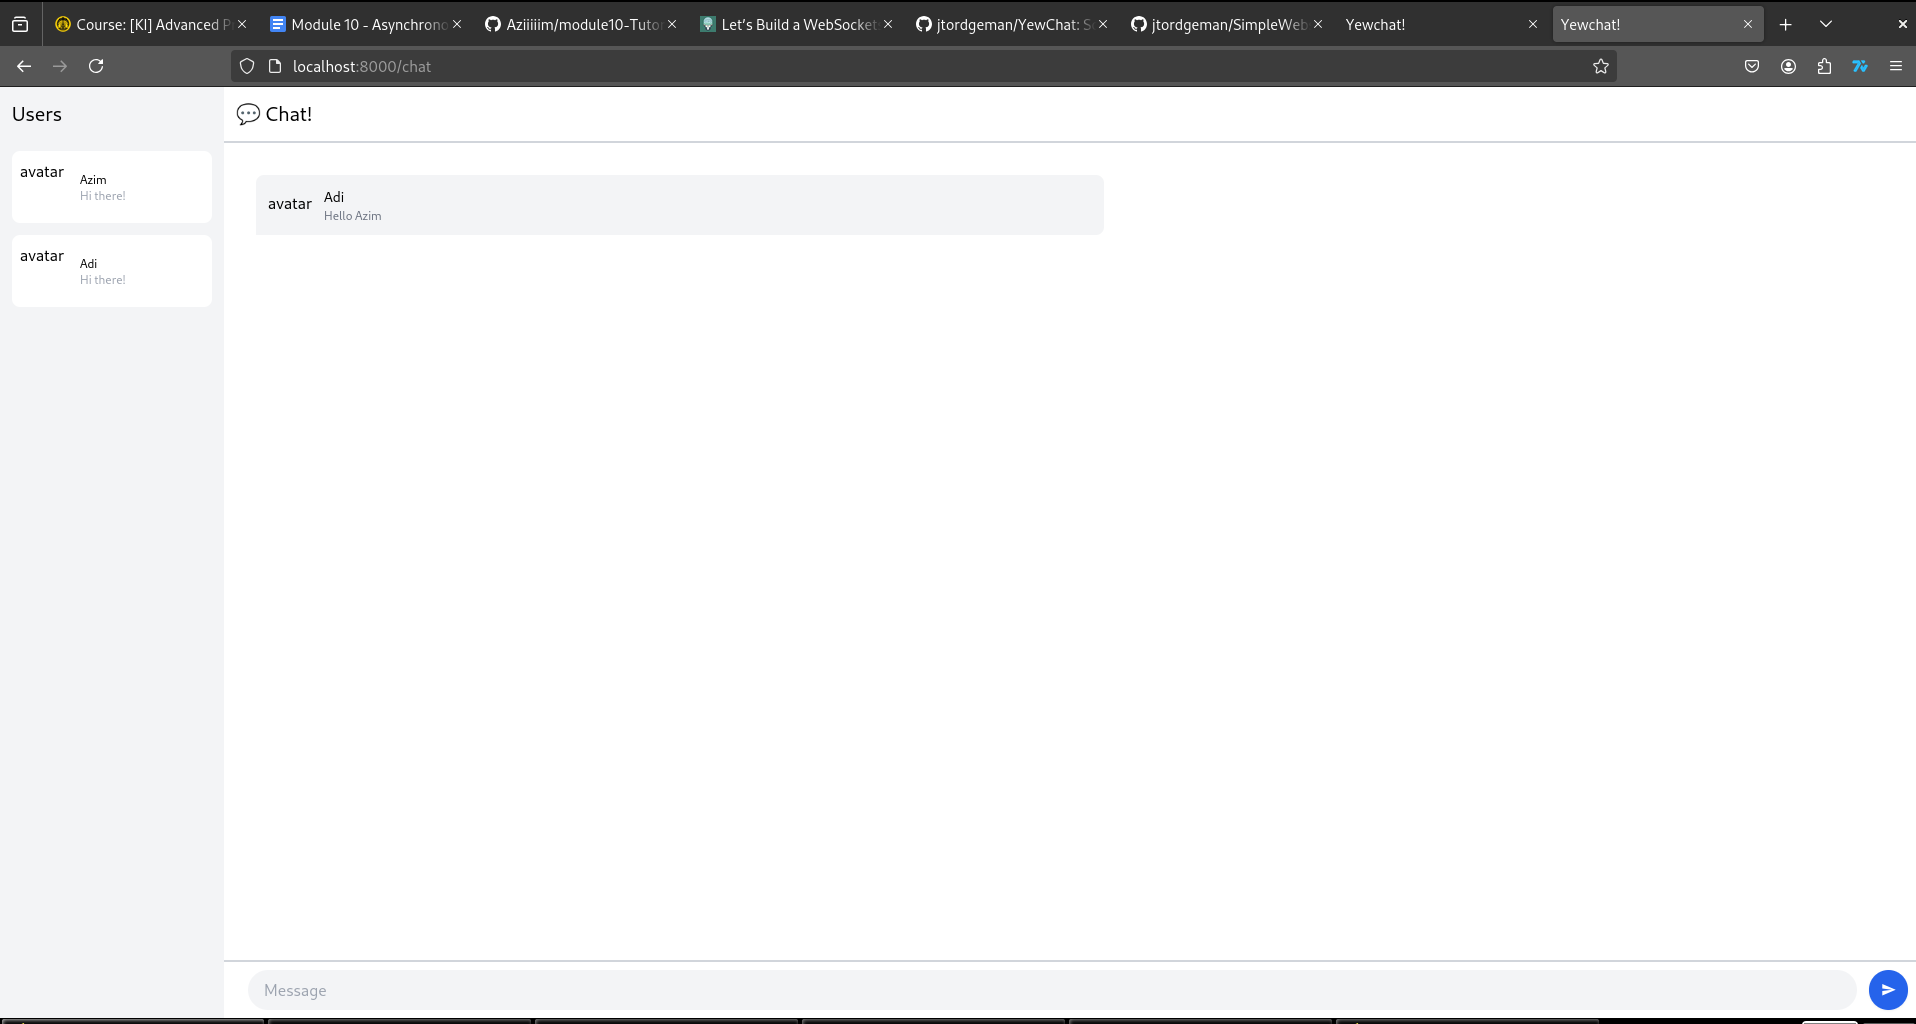 Course: [KI] Advanced P
Module 10 - Asynchrono
Aziiiiim/module10-Tutor
Let's Build a WebSocket
jtordgeman/YewChat: S
jtordgeman/SimpleWeb
Yewchat!
Yewchat!
localhost:8000/chat
Users
💬 Chat!
avatar
Azim
Hi there!
avatar
Adi
Hi there!
avatar
Adi
Hello Azim
Message